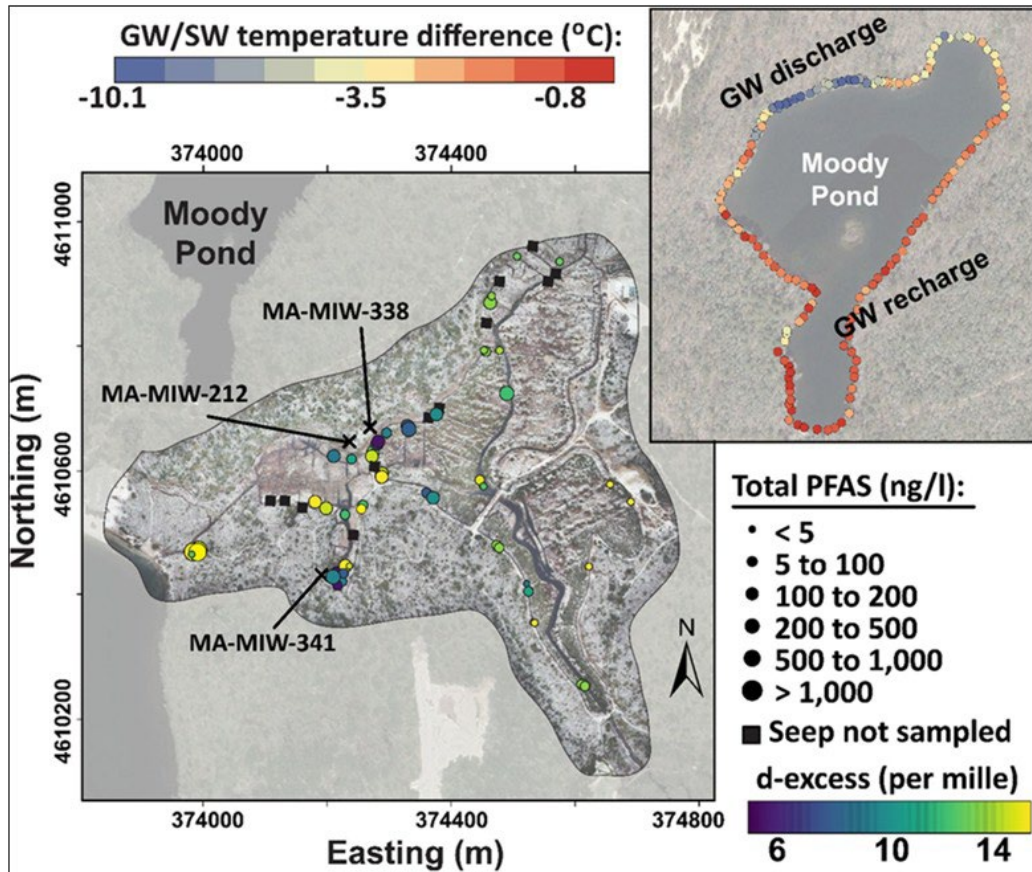 GW/SW temperature difference (°C):
-10.1 -3.5 -0.8
GW discharge
Moody
Pond
GW recharge
374000 374400
Moody
Pond
4611000
4610600
4610200
Northing (m)
MA-MIW-338
MA-MIW-212
MA-MIW-341
N
374000 374400 374800
Easting (m)
Total PFAS (ng/l):
< 5
5 to 100
100 to 200
200 to 500
500 to 1,000
> 1,000
Seep not sampled
d-excess (per mille)
6 10 14